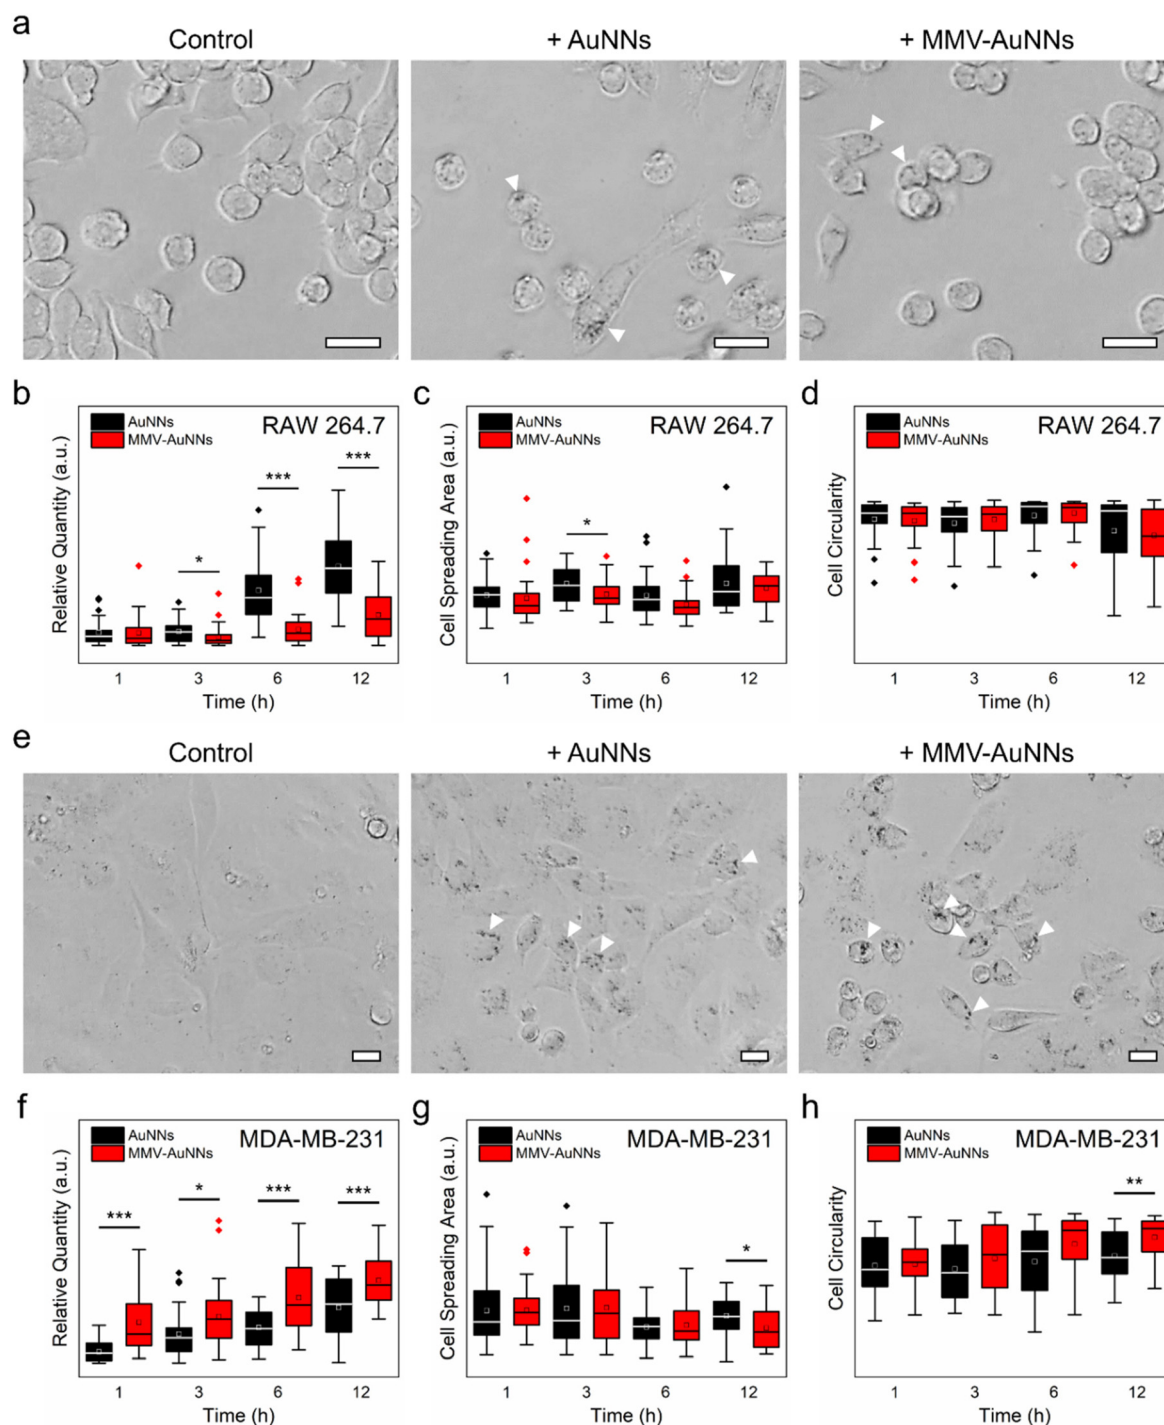 a
Control
+ AuNNs
+ MMV-AuNNs
b
AuNNs
MMV-AuNNs
RAW 264.7
*
***
***
Relative Quantity (a.u.)
1 3 6 12
Time (h)
c
AuNNs
MMV-AuNNs
RAW 264.7
*
Cell Spreading Area (a.u.)
1 3 6 12
Time (h)
d
AuNNs
MMV-AuNNs
RAW 264.7
Cell Circularity
1 3 6 12
Time (h)
e
Control
+ AuNNs
+ MMV-AuNNs
f
AuNNs
MMV-AuNNs
MDA-MB-231
***
*
***
***
Relative Quantity (a.u.)
1 3 6 12
Time (h)
g
AuNNs
MMV-AuNNs
MDA-MB-231
*
Cell Spreading Area (a.u.)
1 3 6 12
Time (h)
h
AuNNs
MMV-AuNNs
MDA-MB-231
**
Cell Circularity
1 3 6 12
Time (h)